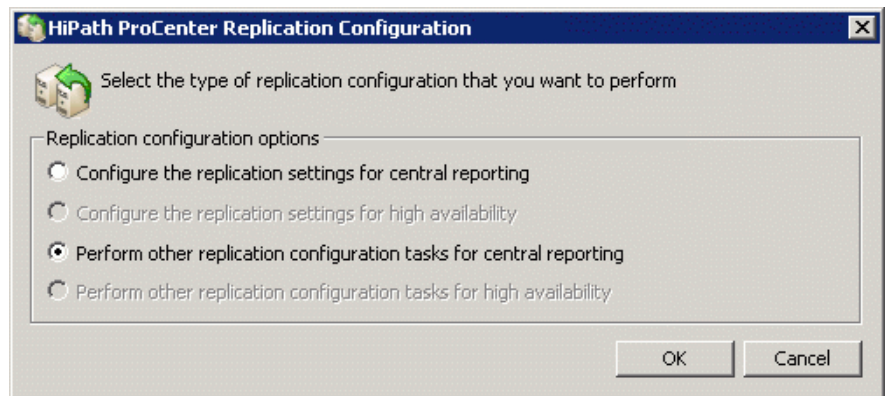 HiPath ProCenter Replication Configuration
Select the type of replication configuration that you want to perform
Replication configuration options
Configure the replication settings for central reporting
Configure the replication settings for high availability
Perform other replication configuration tasks for central reporting
Perform other replication configuration tasks for high availability
OK Cancel